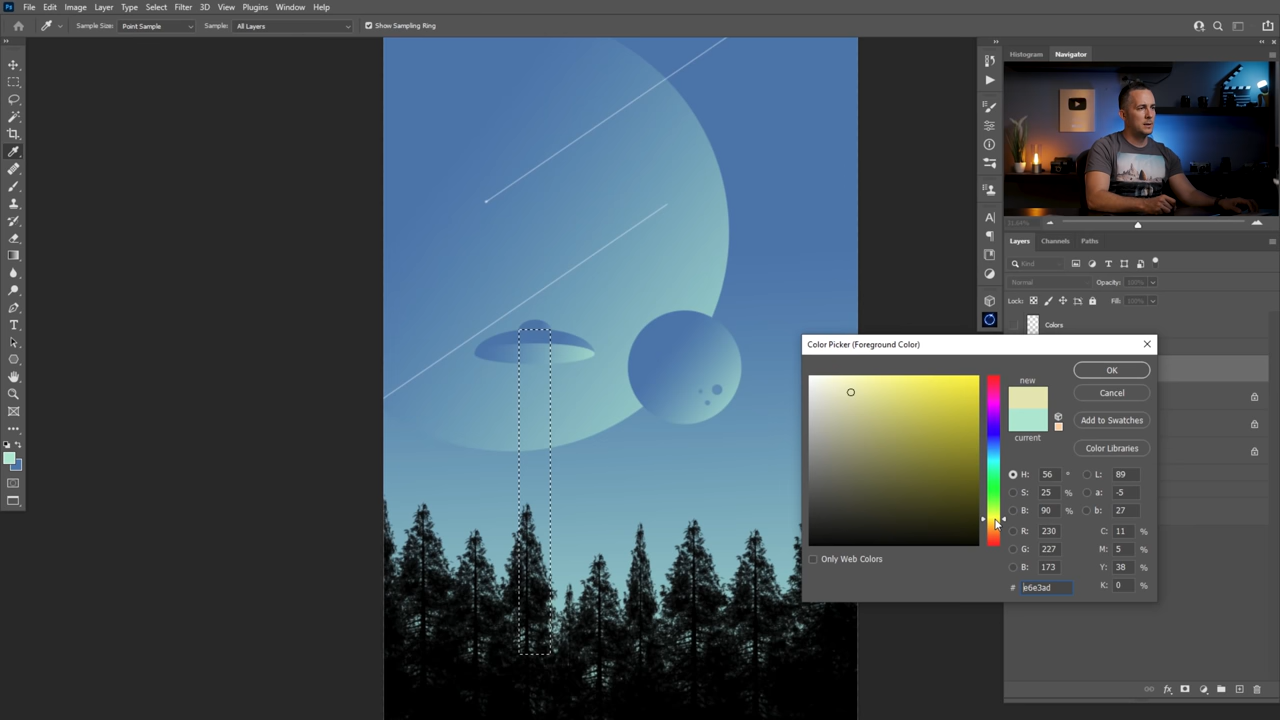 Ps File Edit Image Layer Type Select Filter 3D View Plugins Window Help
Sample Size: Point Sample Sample: All Layers Show Sampling Ring
Histogram Navigator
Layers Channels Paths
Kind
Normal Opacity: 100%
Lock: Fill: 100%
Colors
Color Picker (Foreground Color)
OK
new
Cancel
Add to Swatches
current
Color Libraries
H: 56 ° L: 89
S: 25 % a: -5
B: 90 % b: 27
R: 230 C: 11 %
G: 227 M: 5 %
Only Web Colors
B: 173 Y: 38 %
# e6e3ad K: 0 %